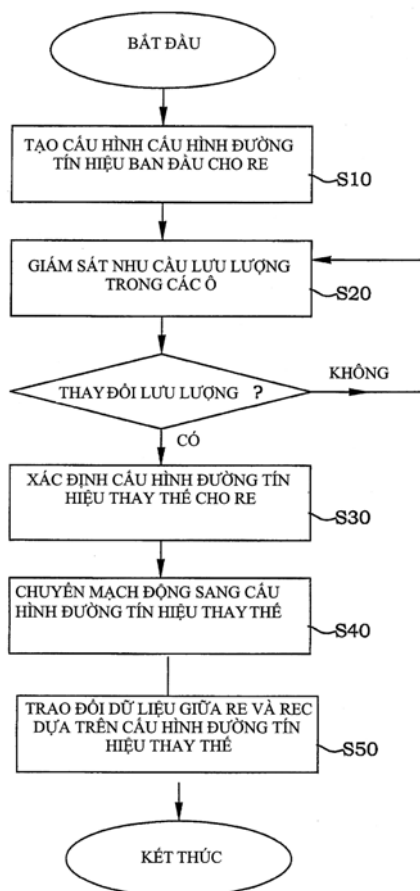 BẮT ĐẦU
TẠO CẤU HÌNH CẤU HÌNH ĐƯỜNG
TÍN HIỆU BAN ĐẦU CHO RE
S10
GIÁM SÁT NHU CẦU LƯU LƯỢNG
TRONG CÁC Ô
S20
THAY ĐỔI LƯU LƯỢNG ?
KHÔNG
CÓ
XÁC ĐỊNH CẤU HÌNH ĐƯỜNG TÍN
HIỆU THAY THẾ CHO RE
S30
CHUYỂN MẠCH ĐỘNG SANG CẤU
HÌNH ĐƯỜNG TÍN HIỆU THAY THẾ
S40
TRAO ĐỔI DỮ LIỆU GIỮA RE VÀ REC
DỰA TRÊN CẤU HÌNH ĐƯỜNG TÍN
HIỆU THAY THẾ
S50
KẾT THÚC